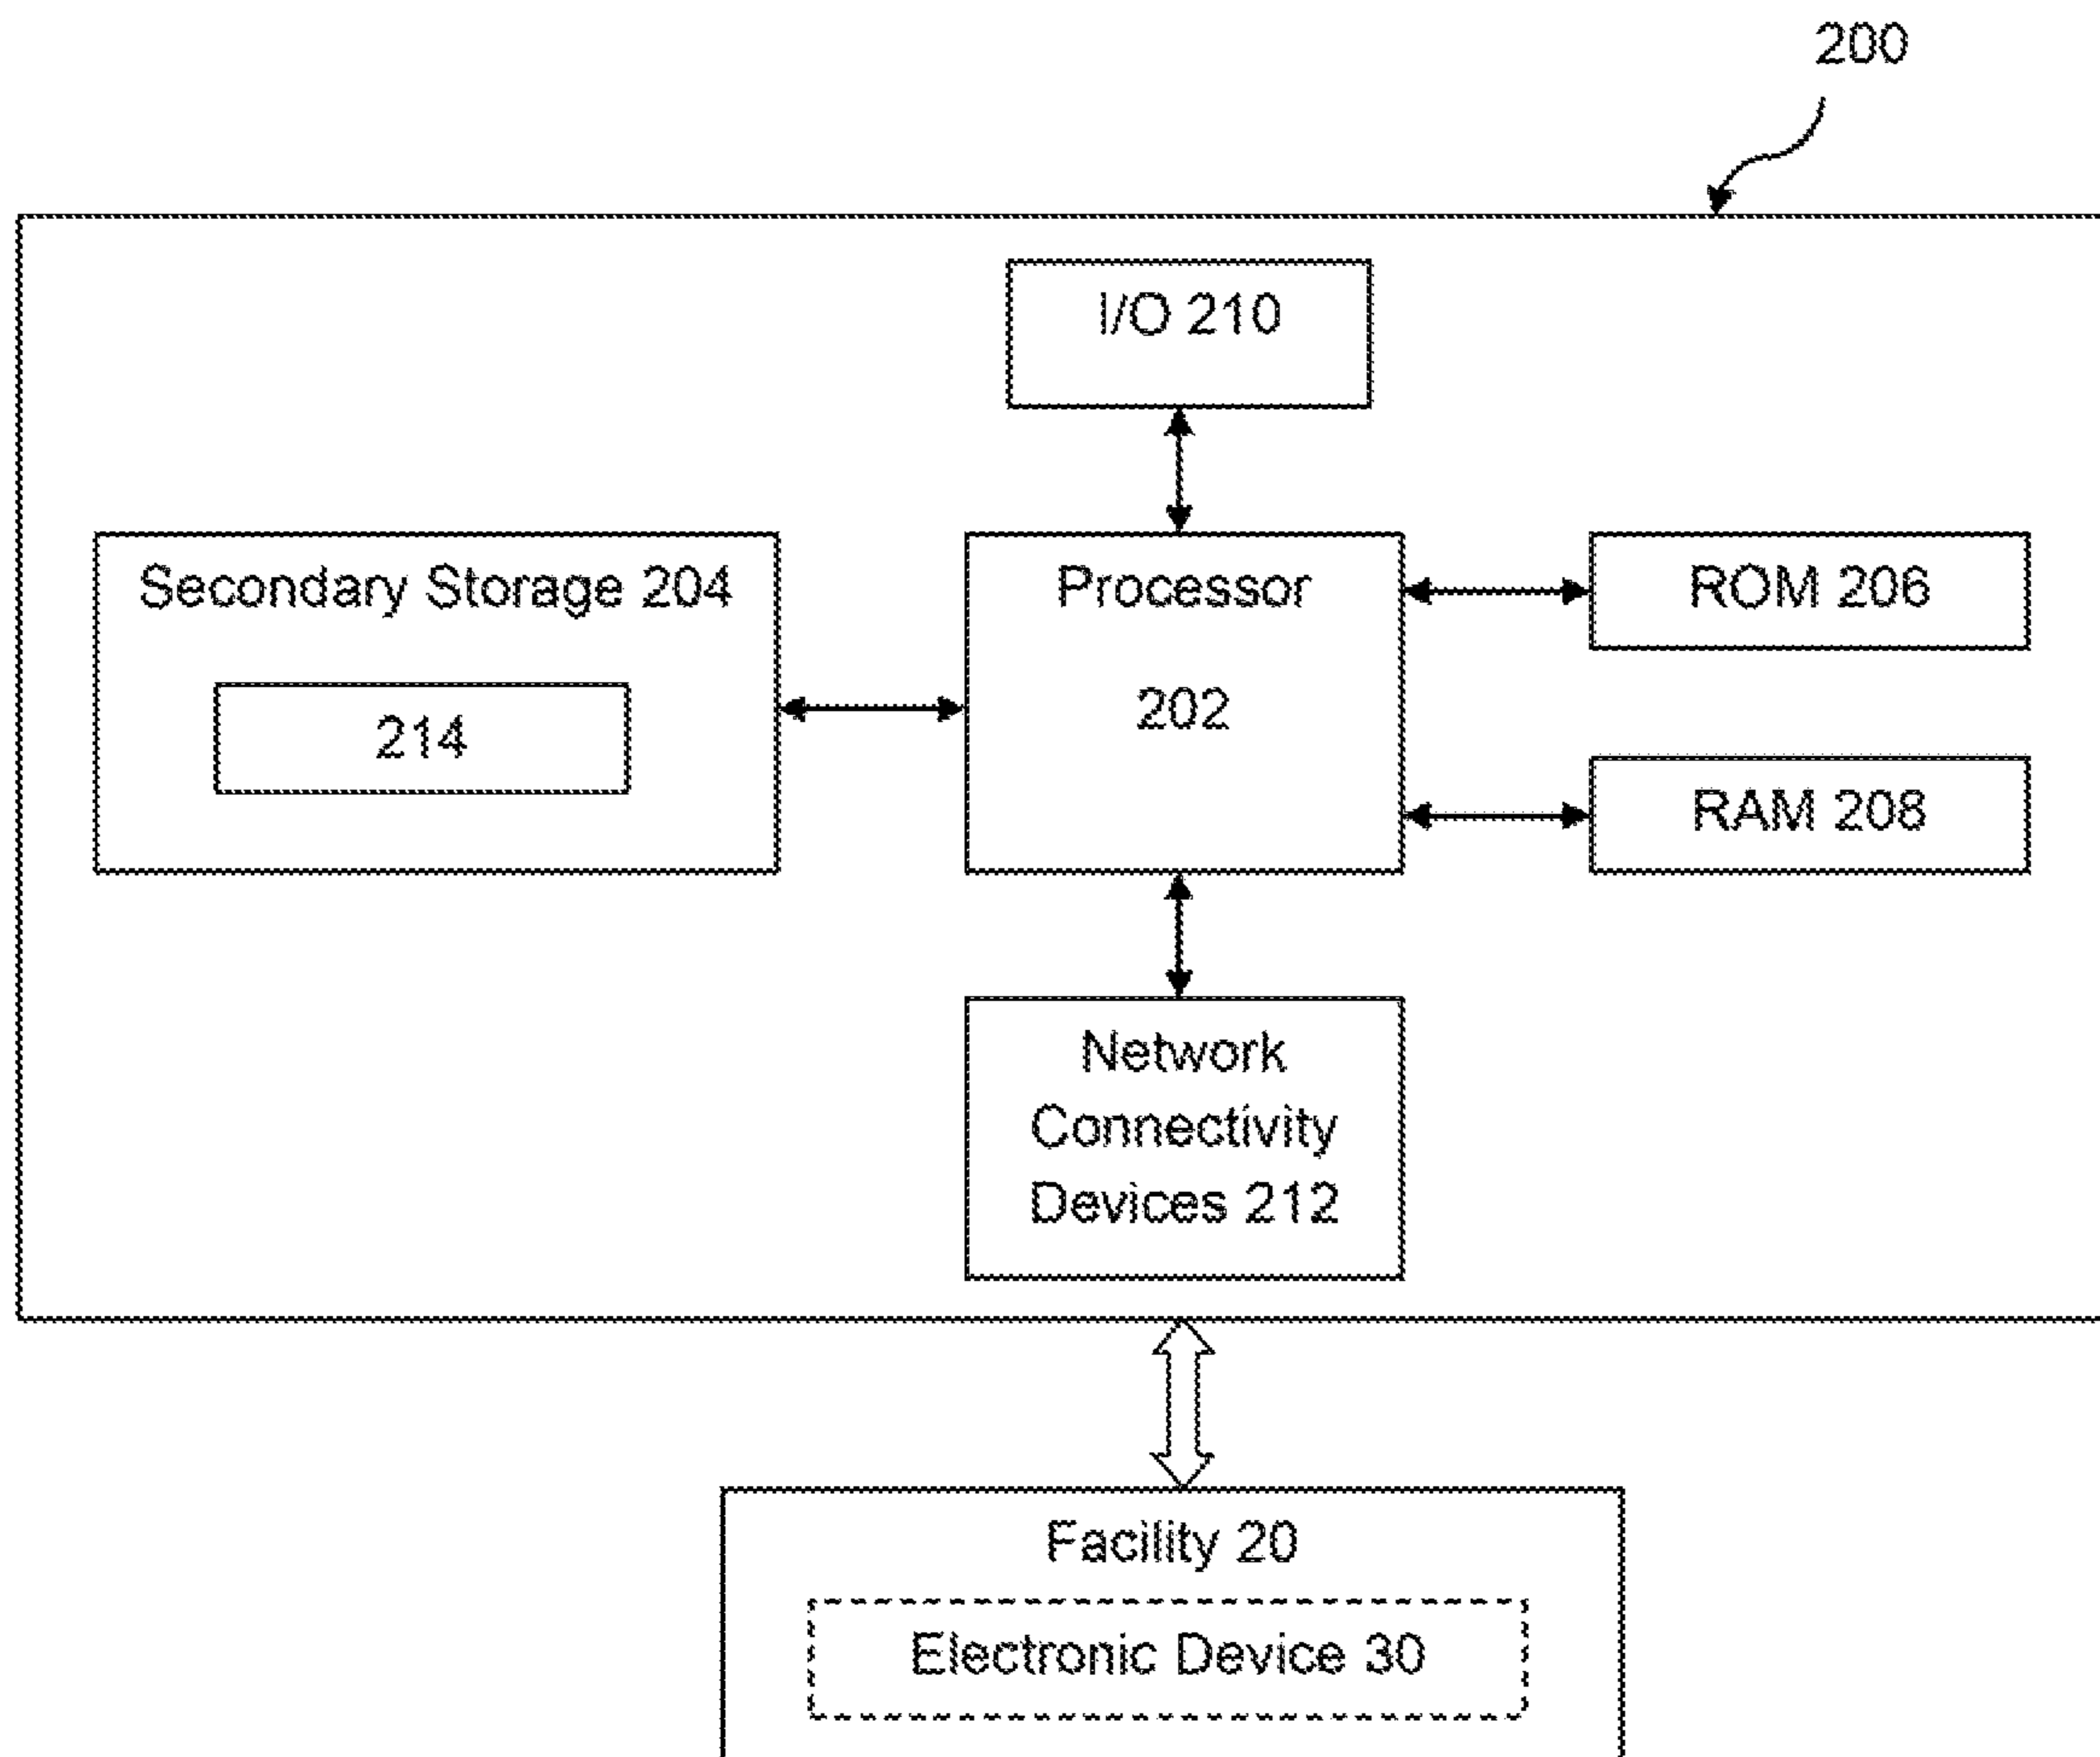 200
I/O 210
Secondary Storage 204
214
Processor
202
ROM 206
RAM 208
Network
Connectivity
Devices 212
Facility 20
Electronic Device 30